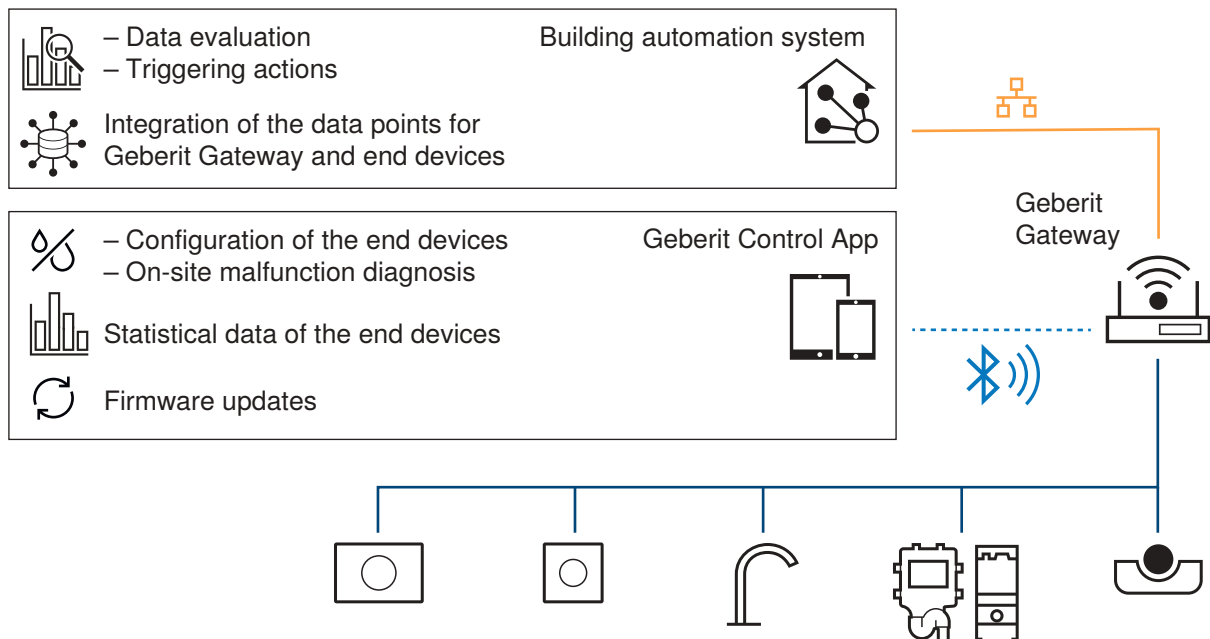 – Data evaluation
– Triggering actions
Building automation system
Integration of the data points for
Geberit Gateway and end devices
– Configuration of the end devices
– On-site malfunction diagnosis
Geberit Control App
Statistical data of the end devices
Firmware updates
Geberit
Gateway